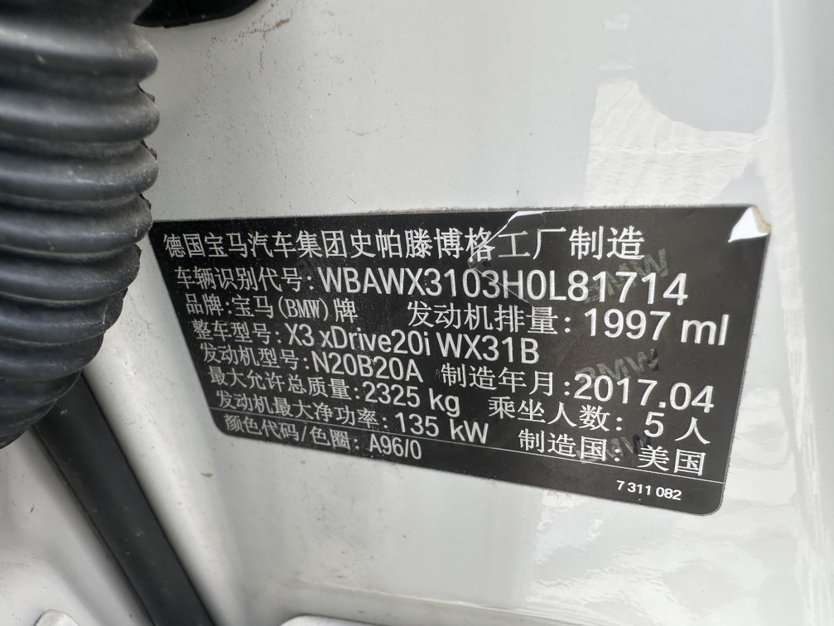 德国宝马汽车集团史帕滕博格工厂制造
车辆识别代号: WBAWX3103H0L81714
品牌: 宝马(BMW)牌 发动机排量: 1997 ml
整车型号: X3 xDrive20i WX31B
发动机型号: N20B20A 制造年月: 2017.04
最大允许总质量: 2325 kg 乘坐人数: 5 人
发动机最大净功率: 135 kW 制造国: 美国
颜色代码/色圈: A96/0
7 311 082